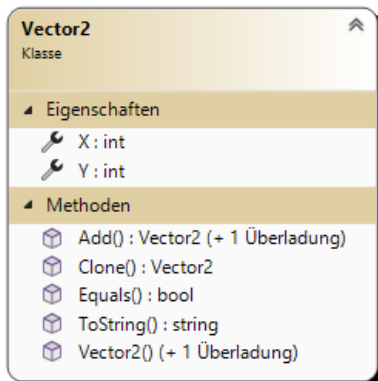 Vector2
Klasse
Eigenschaften
X : int
Y : int
Methoden
Add() : Vector2 (+ 1 Überladung)
Clone() : Vector2
Equals() : bool
ToString() : string
Vector2() (+ 1 Überladung)